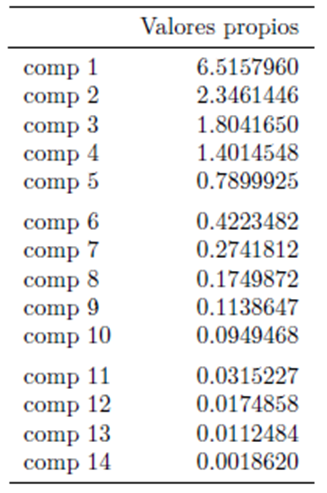 Valores propios
comp 1 6.5157960
comp 2 2.3461446
comp 3 1.8041650
comp 4 1.4014548
comp 5 0.7899925
comp 6 0.4223482
comp 7 0.2741812
comp 8 0.1749872
comp 9 0.1138647
comp 10 0.0949468
comp 11 0.0315227
comp 12 0.0174858
comp 13 0.0112484
comp 14 0.0018620